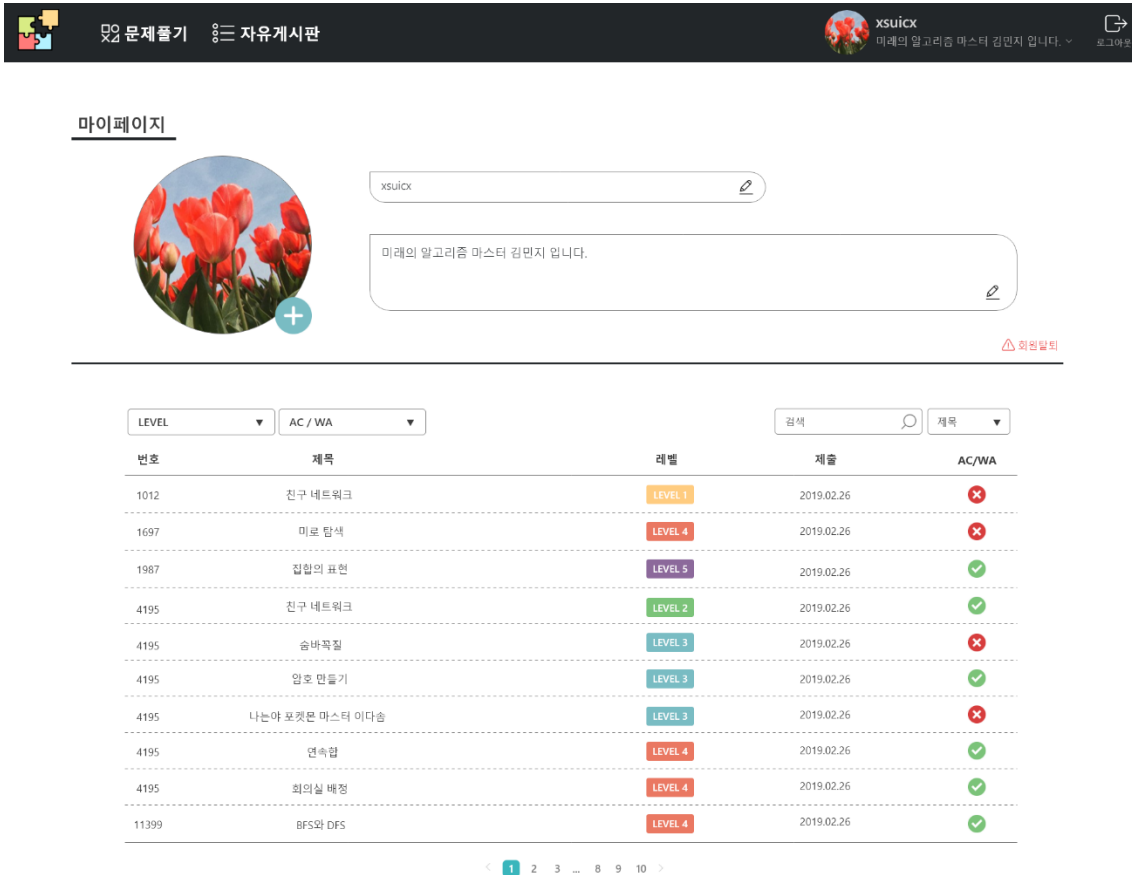 문제풀기 자유게시판 xsuicx
미래의 알고리즘 마스터 김민지 입니다. 로그아웃
마이페이지
xsuicx
미래의 알고리즘 마스터 김민지 입니다.
회원탈퇴
LEVEL ▼ AC / WA ▼ 검색 제목 ▼
번호 제목 레벨 제출 AC/WA
1012 친구 네트워크 LEVEL 1 2019.02.26
1697 미로 탐색 LEVEL 4 2019.02.26
1987 집합의 표현 LEVEL 5 2019.02.26
4195 친구 네트워크 LEVEL 2 2019.02.26
4195 숨바꼭질 LEVEL 3 2019.02.26
4195 암호 만들기 LEVEL 3 2019.02.26
4195 나는야 포켓몬 마스터 이다솜 LEVEL 3 2019.02.26
4195 연속합 LEVEL 4 2019.02.26
4195 회의실 배정 LEVEL 4 2019.02.26
11399 BFS와 DFS LEVEL 4 2019.02.26
< 1 2 3 ... 8 9 10 >